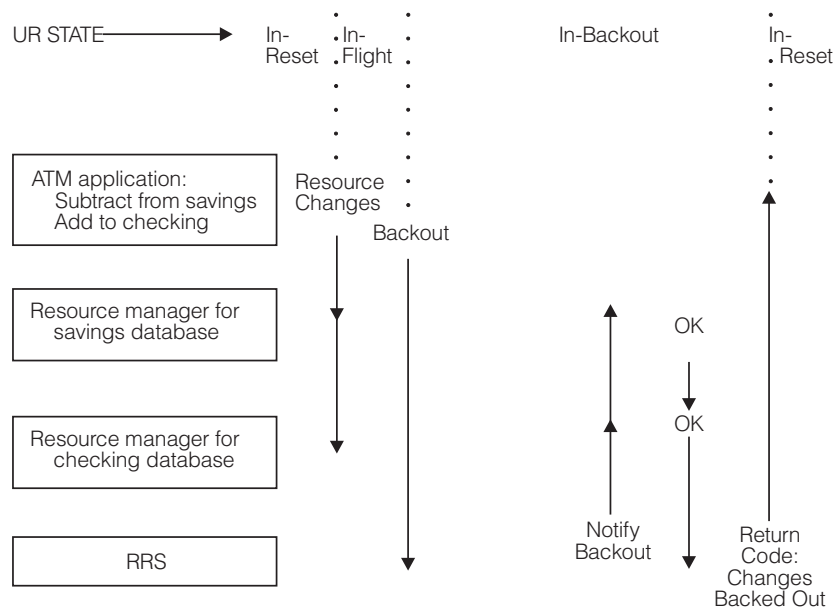 UR STATE
In-
Reset
In-
Flight
In-Backout
In-
Reset
ATM application:
Subtract from savings
Add to checking
Resource
Changes
Backout
Resource manager for
savings database
OK
Resource manager for
checking database
OK
RRS
Notify
Backout
Return
Code:
Changes
Backed Out